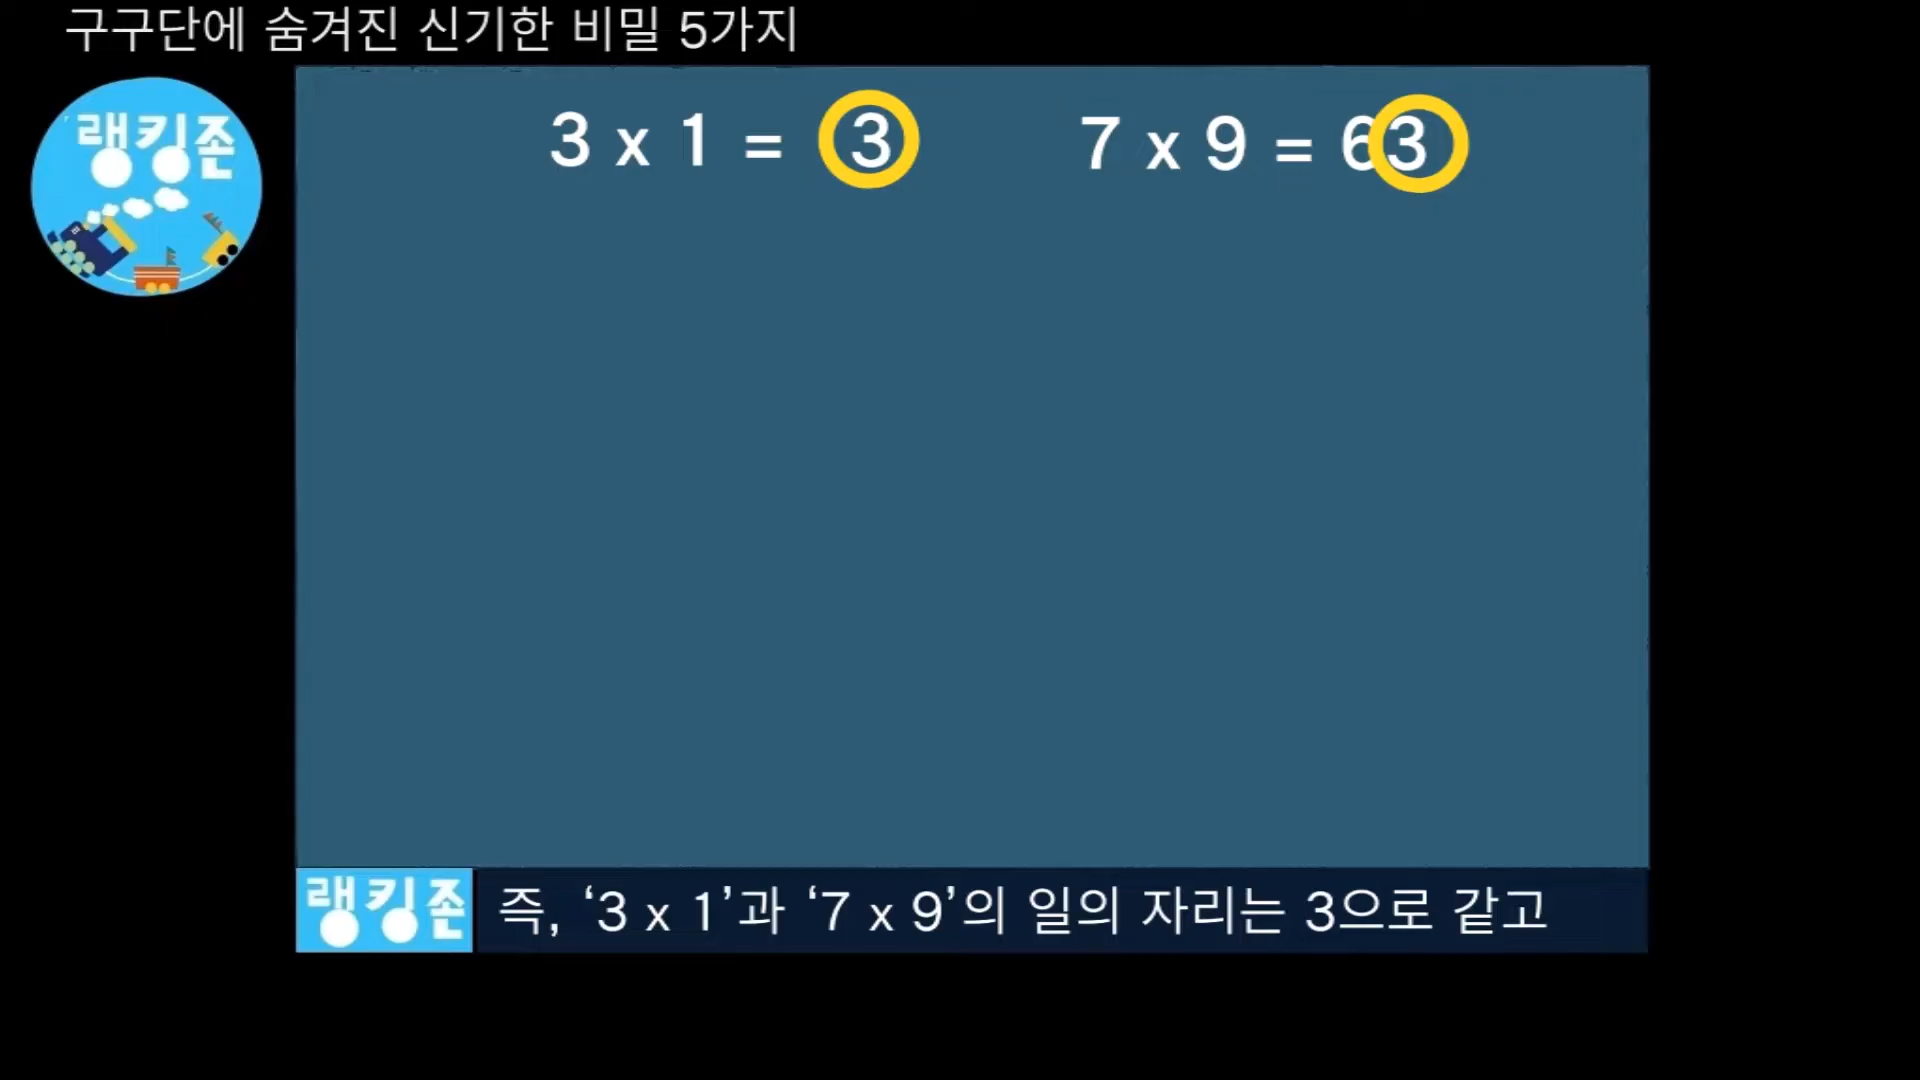 구구단에 숨겨진 신기한 비밀 5가지
랭킹존
3 x 1 = 3
7 x 9 = 63
랭킹존
즉, ‘3 x 1’과 ‘7 x 9’의 일의 자리는 3으로 같고